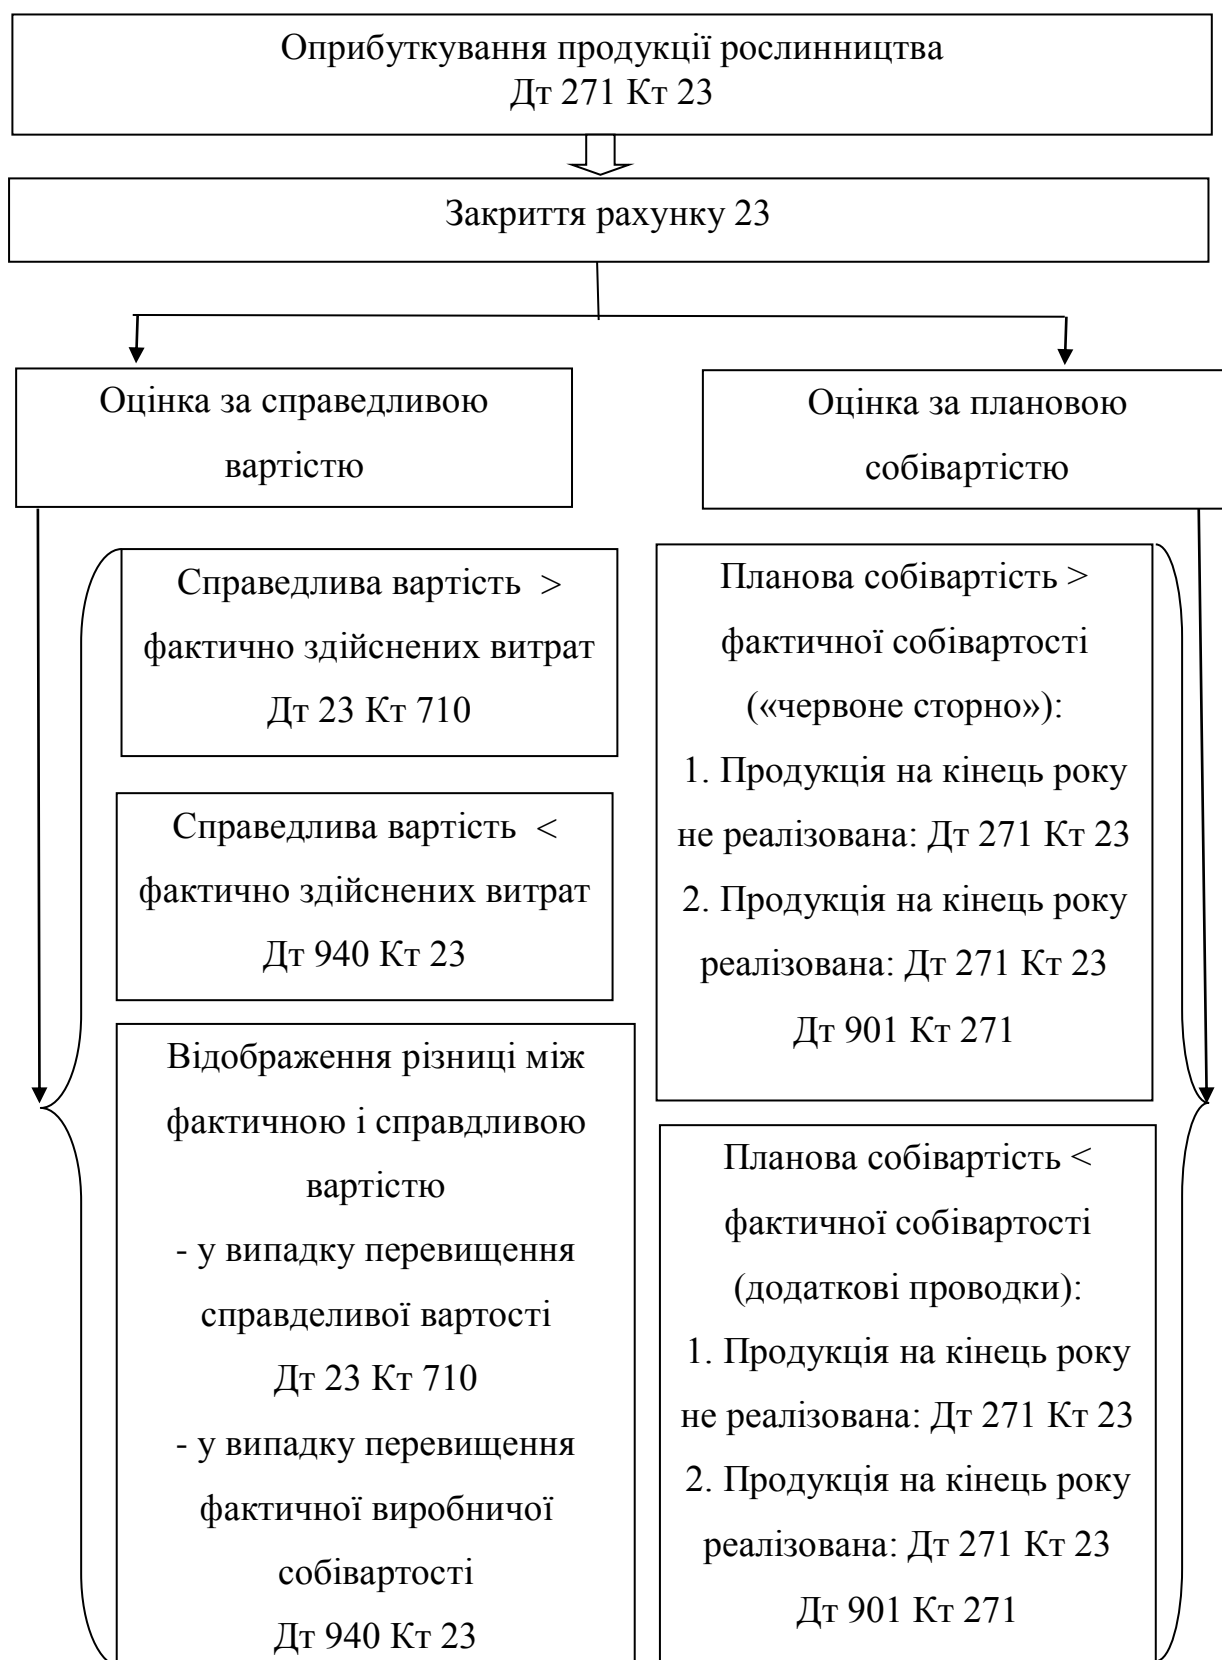 Оприбуткування продукції рослинництва
Дт 271 Кт 23
Закриття рахунку 23
Оцінка за справедливою
вартістю
Оцінка за плановою
собівартістю
Справедлива вартість >
фактично здійснених витрат
Дт 23 Кт 710
Справедлива вартість <
фактично здійснених витрат
Дт 940 Кт 23
Відображення різниці між
фактичною і справдливою
вартістю
- у випадку перевищення
справделивої вартості
Дт 23 Кт 710
- у випадку перевищення
фактичної виробничої
собівартості
Дт 940 Кт 23
Планова собівартість >
фактичної собівартості
(«червоне сторно»):
1. Продукція на кінець року
не реалізована: Дт 271 Кт 23
2. Продукція на кінець року
реалізована: Дт 271 Кт 23
Дт 901 Кт 271
Планова собівартість <
фактичної собівартості
(додаткові проводки):
1. Продукція на кінець року
не реалізована: Дт 271 Кт 23
2. Продукція на кінець року
реалізована: Дт 271 Кт 23
Дт 901 Кт 271